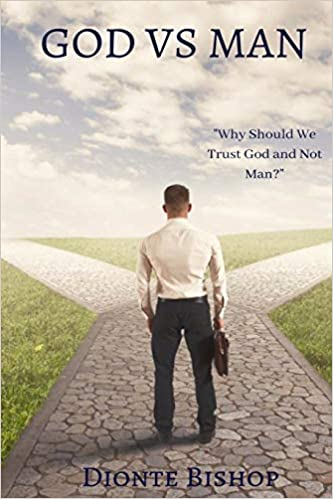 GOD VS MAN
"Why Should We
Trust God and Not
Man?"
Dionte Bishop